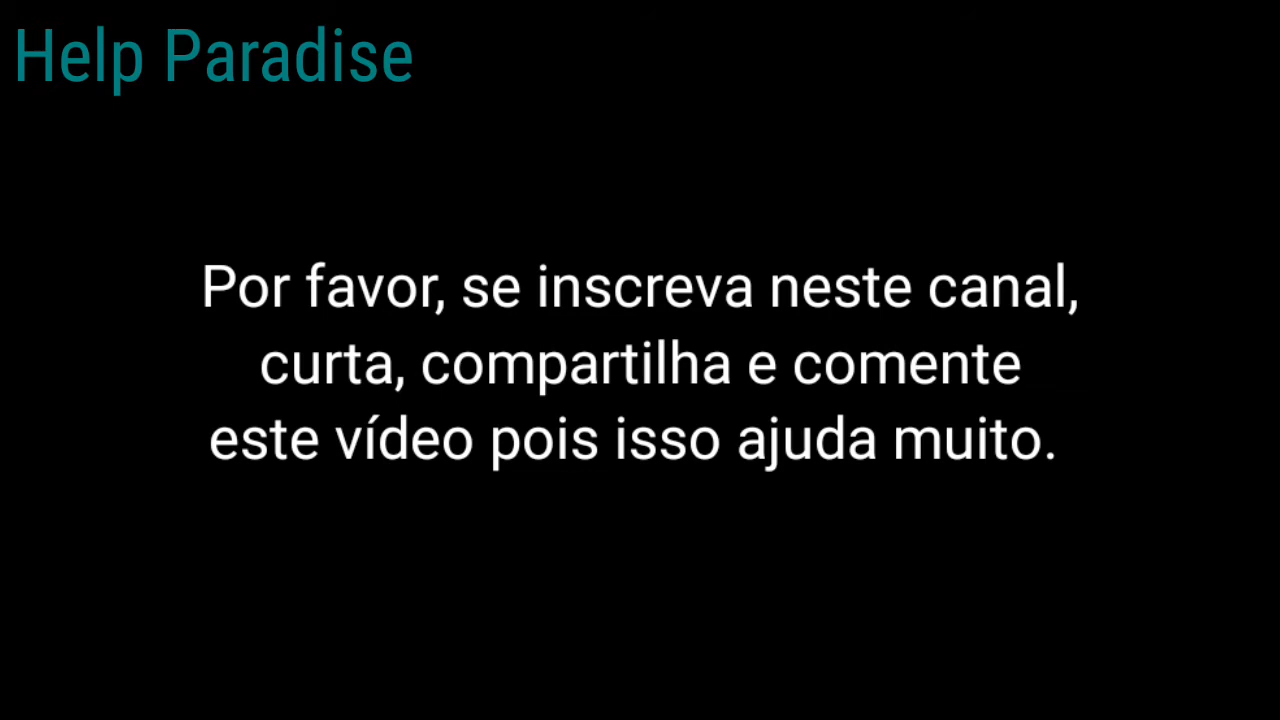 Help Paradise
Por favor, se inscreva neste canal,
curta, compartilha e comente
este vídeo pois isso ajuda muito.